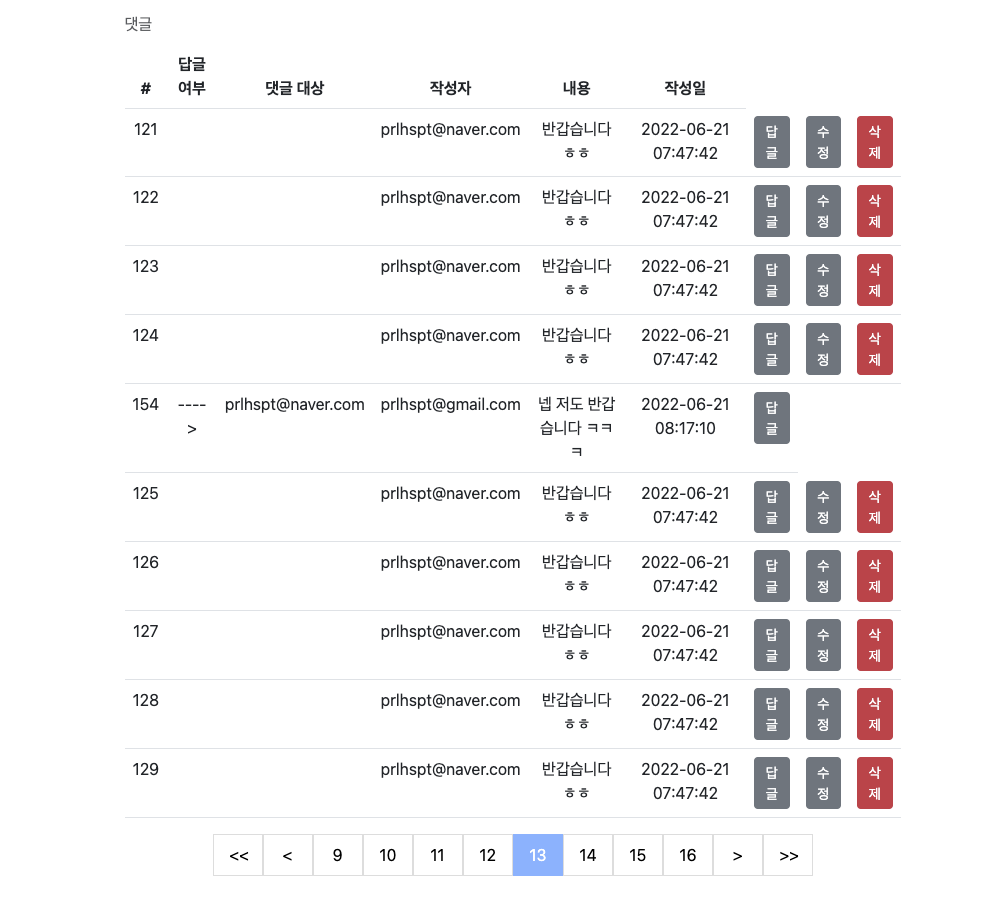 댓글
# 답글 여부 댓글 대상 작성자 내용 작성일
121 prlhspt@naver.com 반갑습니다 ㅎㅎ 2022-06-21 07:47:42 답글 수정 삭제
122 prlhspt@naver.com 반갑습니다 ㅎㅎ 2022-06-21 07:47:42 답글 수정 삭제
123 prlhspt@naver.com 반갑습니다 ㅎㅎ 2022-06-21 07:47:42 답글 수정 삭제
124 prlhspt@naver.com 반갑습니다 ㅎㅎ 2022-06-21 07:47:42 답글 수정 삭제
154 ----> prlhspt@naver.com prlhspt@gmail.com 넵 저도 반갑습니다 ㅋㅋㅋ 2022-06-21 08:17:10 답글
125 prlhspt@naver.com 반갑습니다 ㅎㅎ 2022-06-21 07:47:42 답글 수정 삭제
126 prlhspt@naver.com 반갑습니다 ㅎㅎ 2022-06-21 07:47:42 답글 수정 삭제
127 prlhspt@naver.com 반갑습니다 ㅎㅎ 2022-06-21 07:47:42 답글 수정 삭제
128 prlhspt@naver.com 반갑습니다 ㅎㅎ 2022-06-21 07:47:42 답글 수정 삭제
129 prlhspt@naver.com 반갑습니다 ㅎㅎ 2022-06-21 07:47:42 답글 수정 삭제
<< < 9 10 11 12 13 14 15 16 > >>